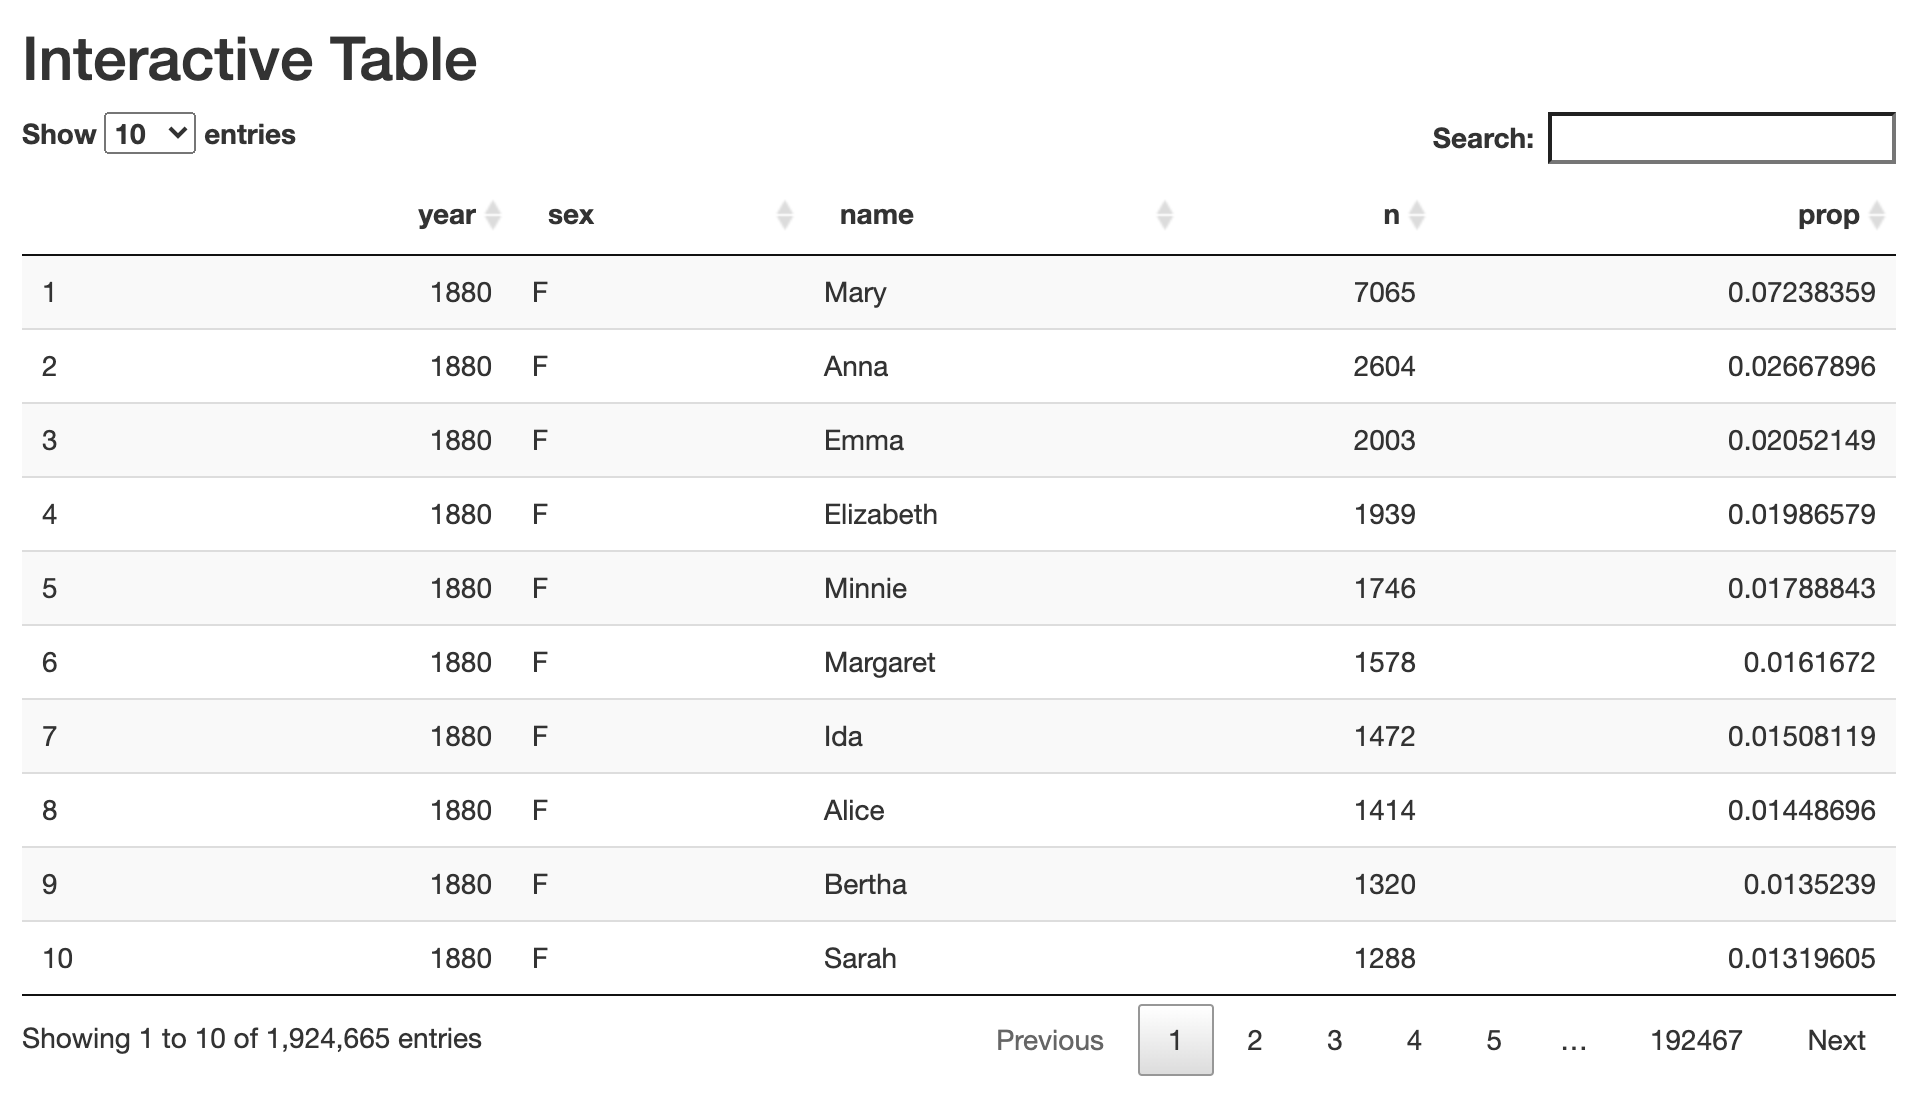 Interactive Table
Show 10 entries Search:
year sex name n prop
1 1880 F Mary 7065 0.07238359
2 1880 F Anna 2604 0.02667896
3 1880 F Emma 2003 0.02052149
4 1880 F Elizabeth 1939 0.01986579
5 1880 F Minnie 1746 0.01788843
6 1880 F Margaret 1578 0.0161672
7 1880 F Ida 1472 0.01508119
8 1880 F Alice 1414 0.01448696
9 1880 F Bertha 1320 0.0135239
10 1880 F Sarah 1288 0.01319605
Showing 1 to 10 of 1,924,665 entries Previous 1 2 3 4 5 … 192467 Next